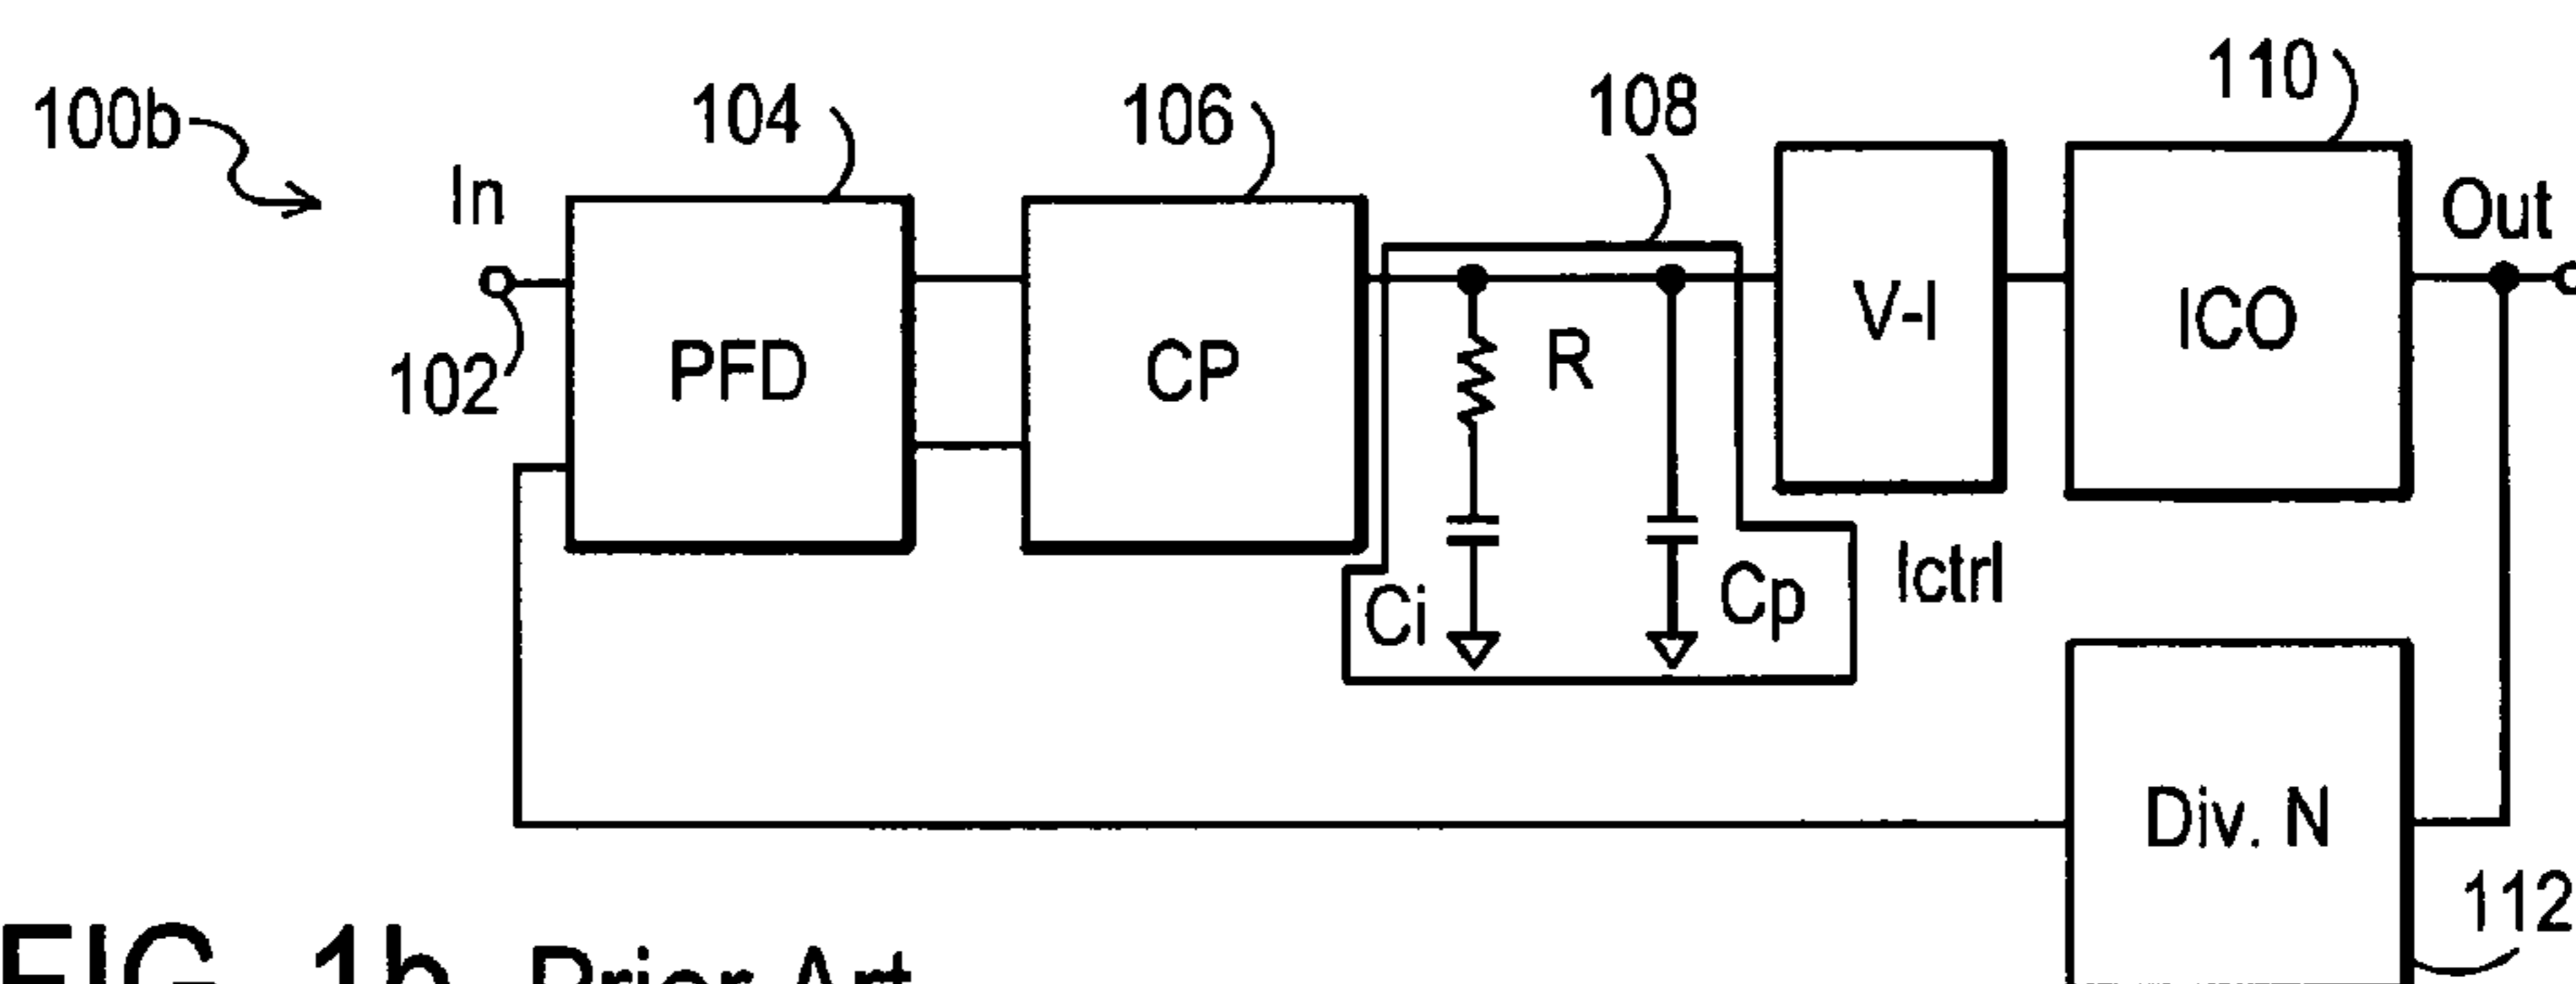 100b
104
106
108
110
In
Out
102
PFD
CP
R
V-I
ICO
Ci
Cp
Ictrl
Div. N
112
FIG. 1b Prior Art